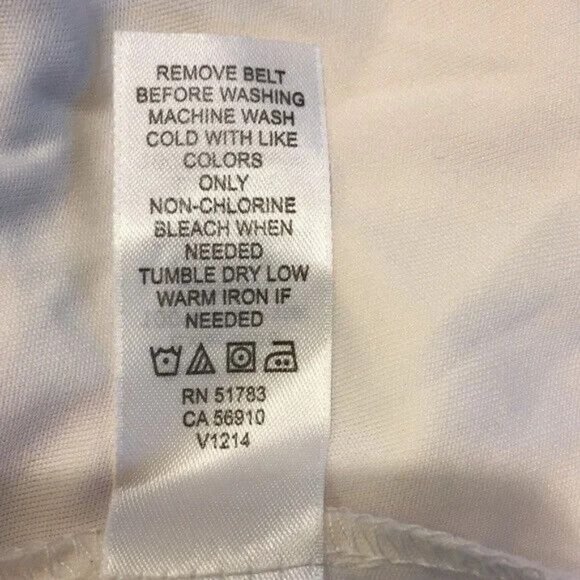 REMOVE BELT
BEFORE WASHING
MACHINE WASH
COLD WITH LIKE
COLORS
ONLY
NON-CHLORINE
BLEACH WHEN
NEEDED
TUMBLE DRY LOW
WARM IRON IF
NEEDED
RN 51783
CA 56910
V1214